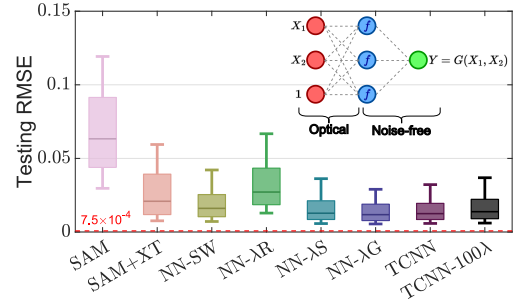 Testing RMSE
0.15
0.1
0.05
0
7.5×10⁻⁴
X₁
X₂
1
f
f
f
Y = G(X₁, X₂)
Optical
Noise-free
SAM
SAM+XT
NN-SW
NN-λR
NN-λS
NN-λG
TCNN
TCNN-100λ